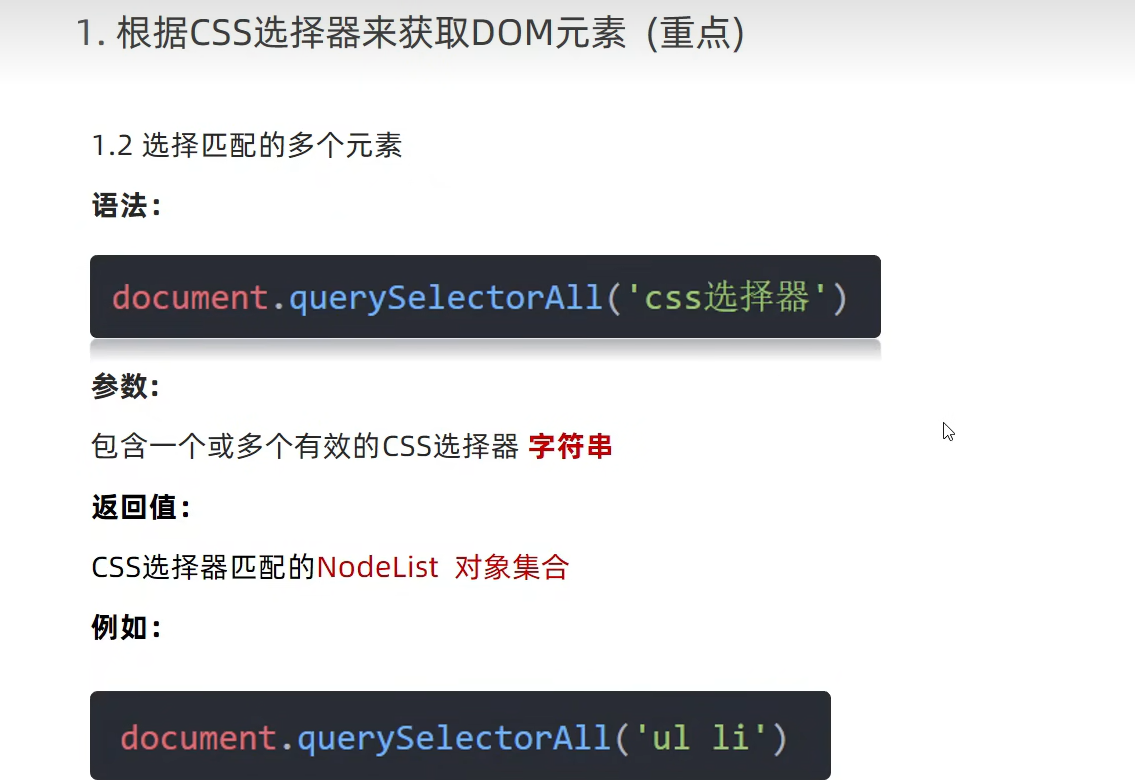 1. 根据CSS选择器来获取DOM元素 (重点)
1.2 选择匹配的多个元素
语法：
document.querySelectorAll('css选择器')
参数:
包含一个或多个有效的CSS选择器 字符串
返回值：
CSS选择器匹配的NodeList 对象集合
例如：
document.querySelectorAll('ul li')